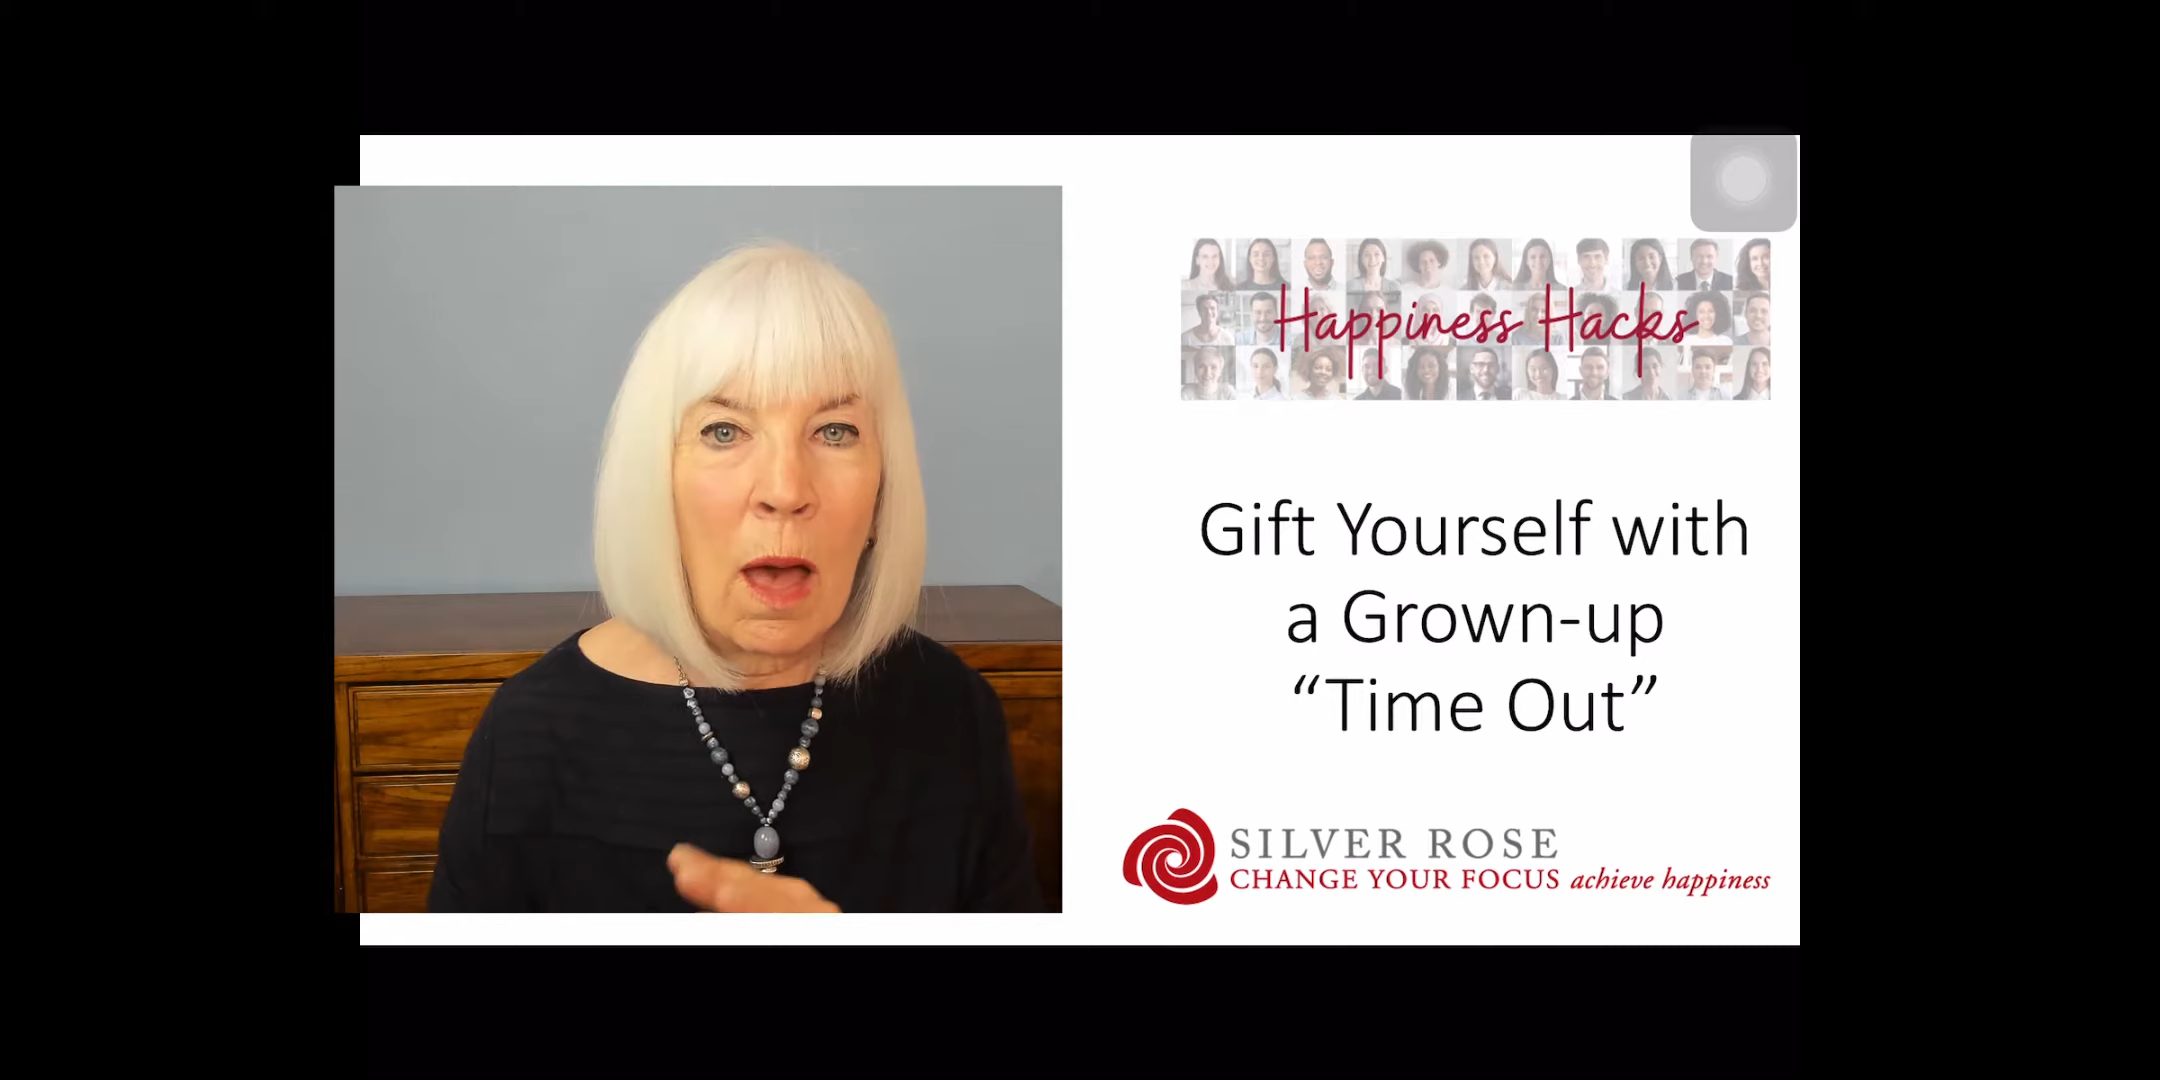 Happiness Hacks
Gift Yourself with
a Grown-up
“Time Out”
SILVER ROSE
CHANGE YOUR FOCUS achieve happiness